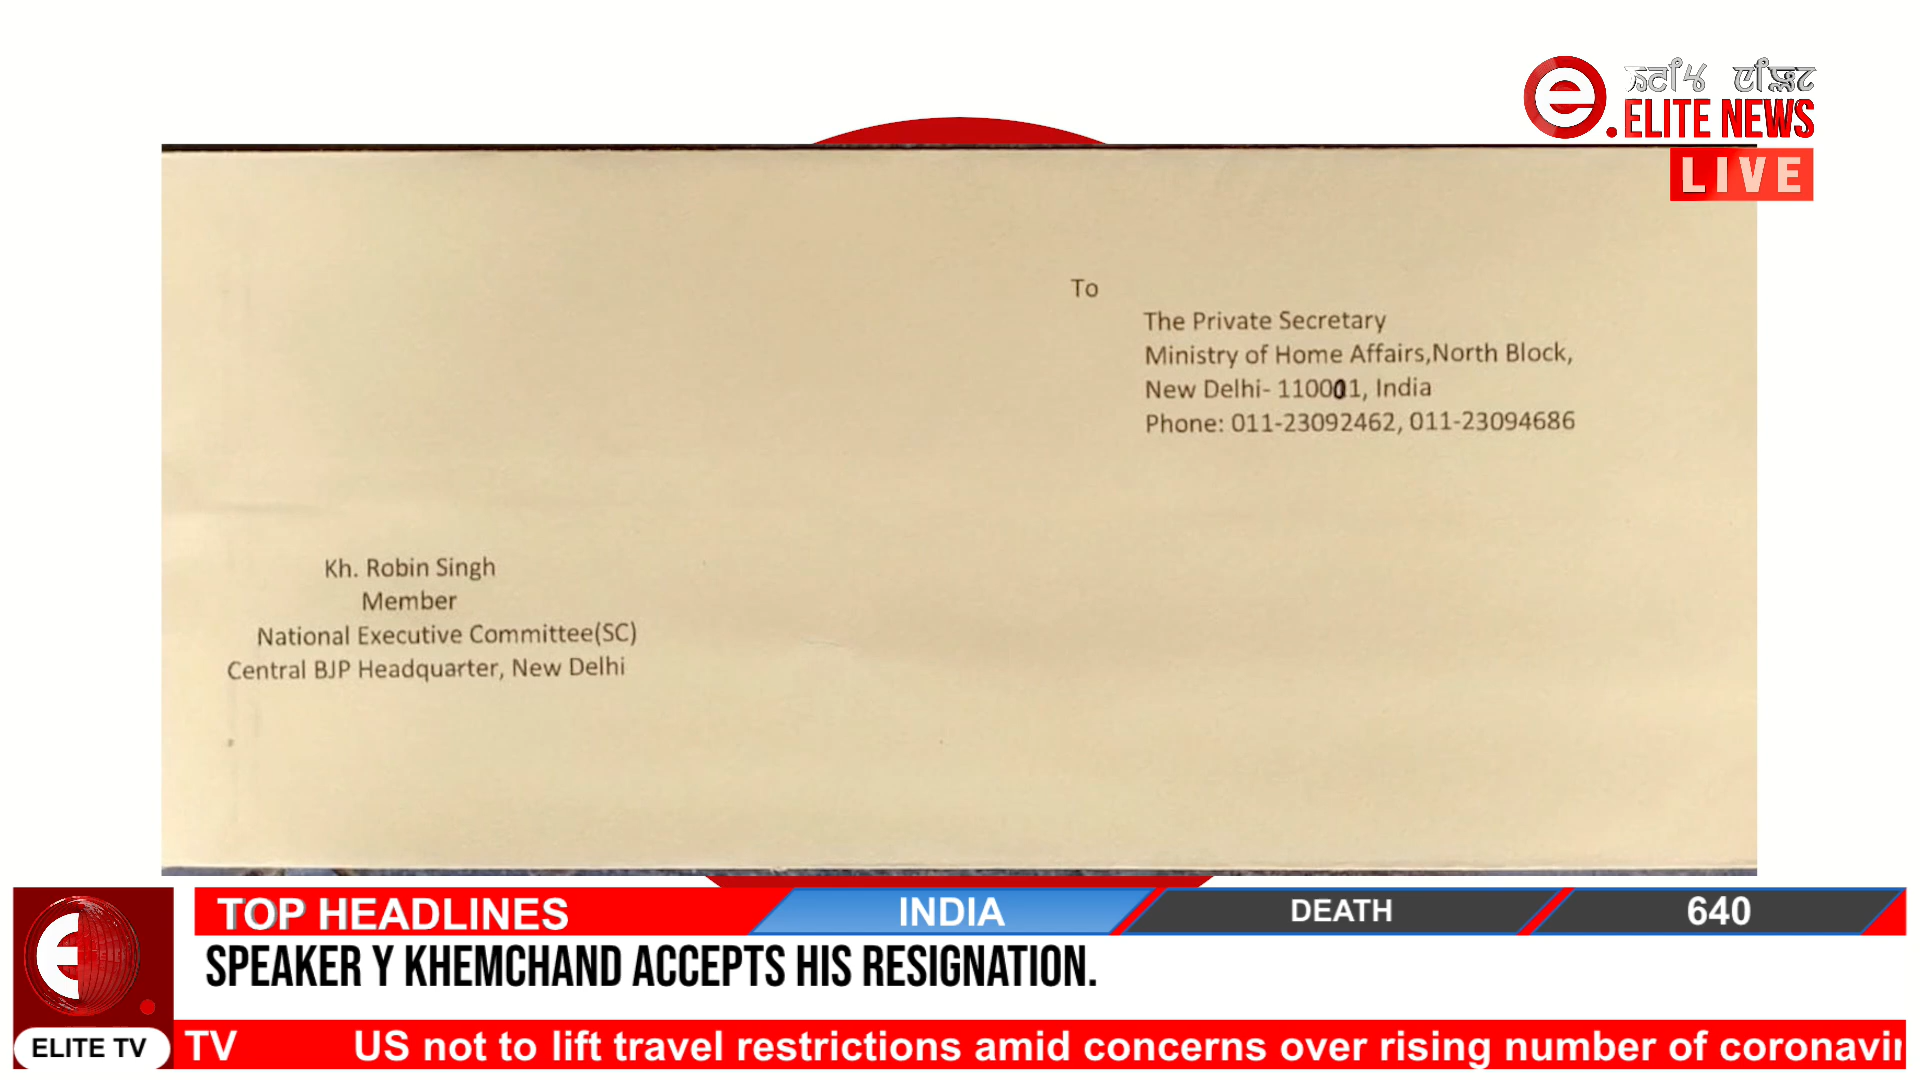 ꯏꯂꯥꯏꯠ ꯅ꯭ꯌꯨꯖ
ELITE NEWS
LIVE
To
The Private Secretary
Ministry of Home Affairs,North Block,
New Delhi- 110001, India
Phone: 011-23092462, 011-23094686
Kh. Robin Singh
Member
National Executive Committee(SC)
Central BJP Headquarter, New Delhi
TOP HEADLINES
INDIA
DEATH
640
SPEAKER Y KHEMCHAND ACCEPTS HIS RESIGNATION.
ELITE TV
TV US not to lift travel restrictions amid concerns over rising number of